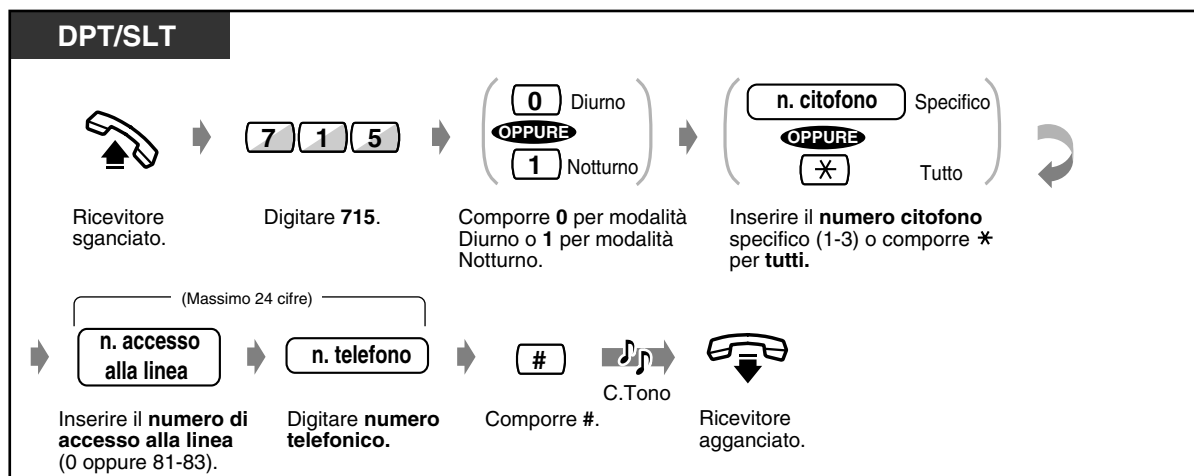 DPT/SLT
7 1 5
0 Diurno
OPPURE
1 Notturno
n. citofono Specifico
OPPURE
* Tutto
Ricevitore
sganciato.
Digitare 715.
Comporre 0 per modalità
Diurno o 1 per modalità
Notturno.
Inserire il numero citofono
specifico (1-3) o comporre *
per tutti.
(Massimo 24 cifre)
n. accesso
alla linea
n. telefono
#
C.Tono
Inserire il numero di
accesso alla linea
(0 oppure 81-83).
Digitare numero
telefonico.
Comporre #.
Ricevitore
agganciato.